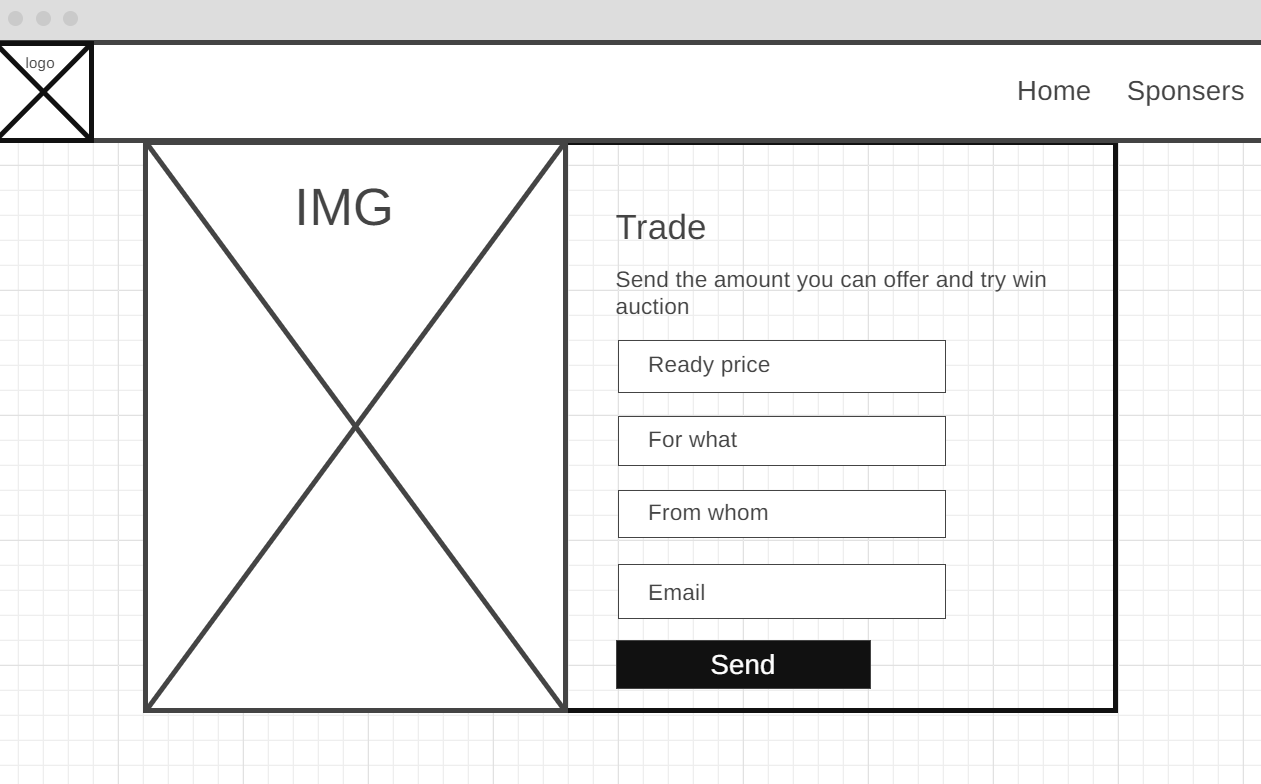 logo
Home Sponsers
IMG
Trade
Send the amount you can offer and try win
auction
Ready price
For what
From whom
Email
Send